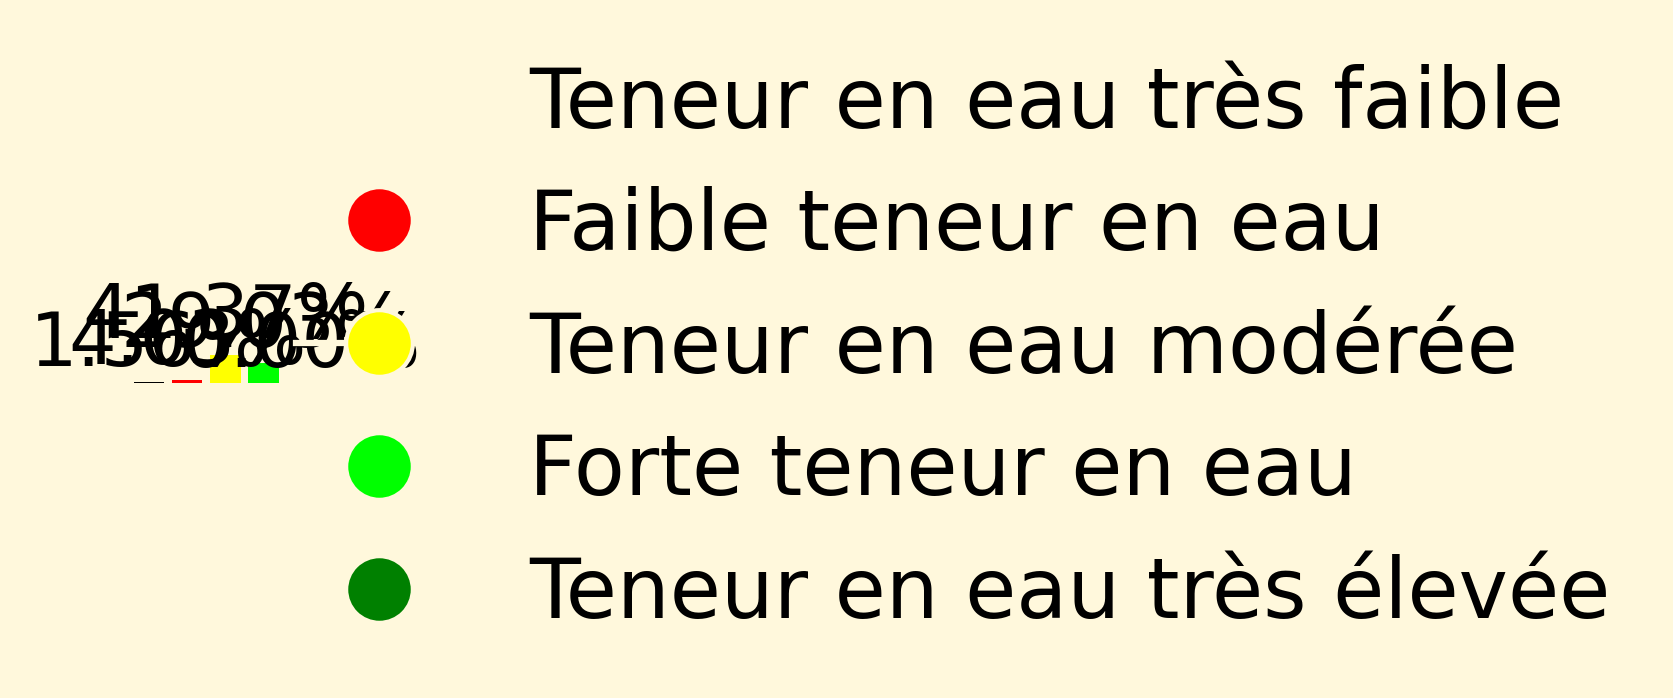 Teneur en eau très faible
Faible teneur en eau
Teneur en eau modérée
Forte teneur en eau
Teneur en eau très élevée